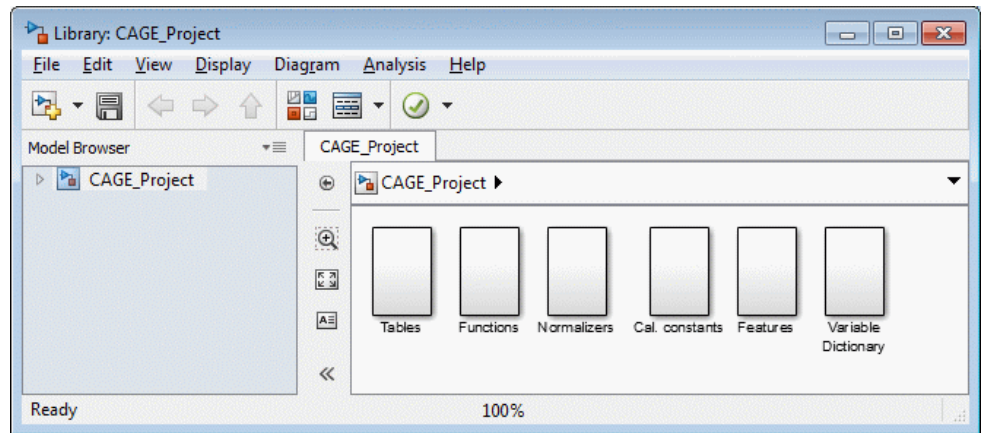 Library: CAGE_Project
File Edit View Display Diagram Analysis Help
Model Browser
CAGE_Project
CAGE_Project
CAGE_Project
Tables Functions Normalizers Cal. constants Features Variable
Dictionary
Ready 100%